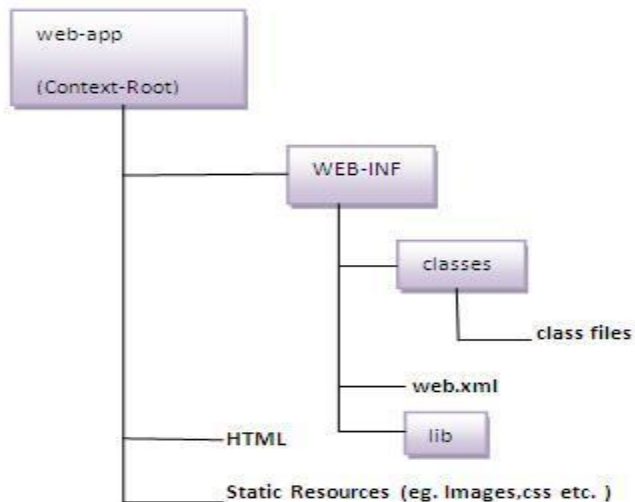 web-app
(Context-Root)
WEB-INF
classes
class files
web.xml
lib
HTML
Static Resources (eg. Images,css etc. )